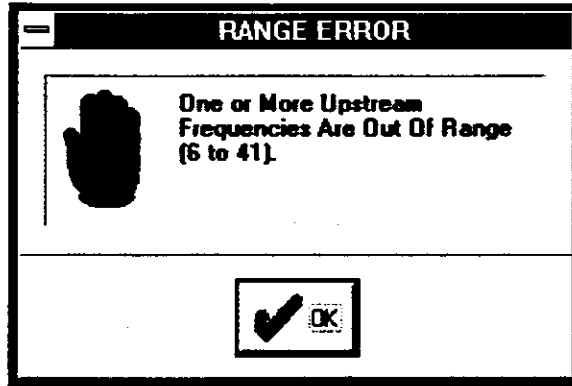 RANGE ERROR
One or More Upstream
Frequencies Are Out Of Range
(6 to 41).
OK